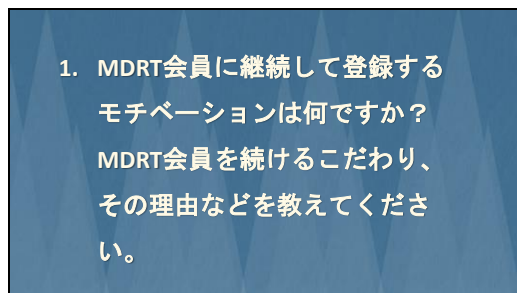 1. MDRT会員に継続して登録する
モチベーションは何ですか？
MDRT会員を続けるこだわり、
その理由などを教えてくださ
い。